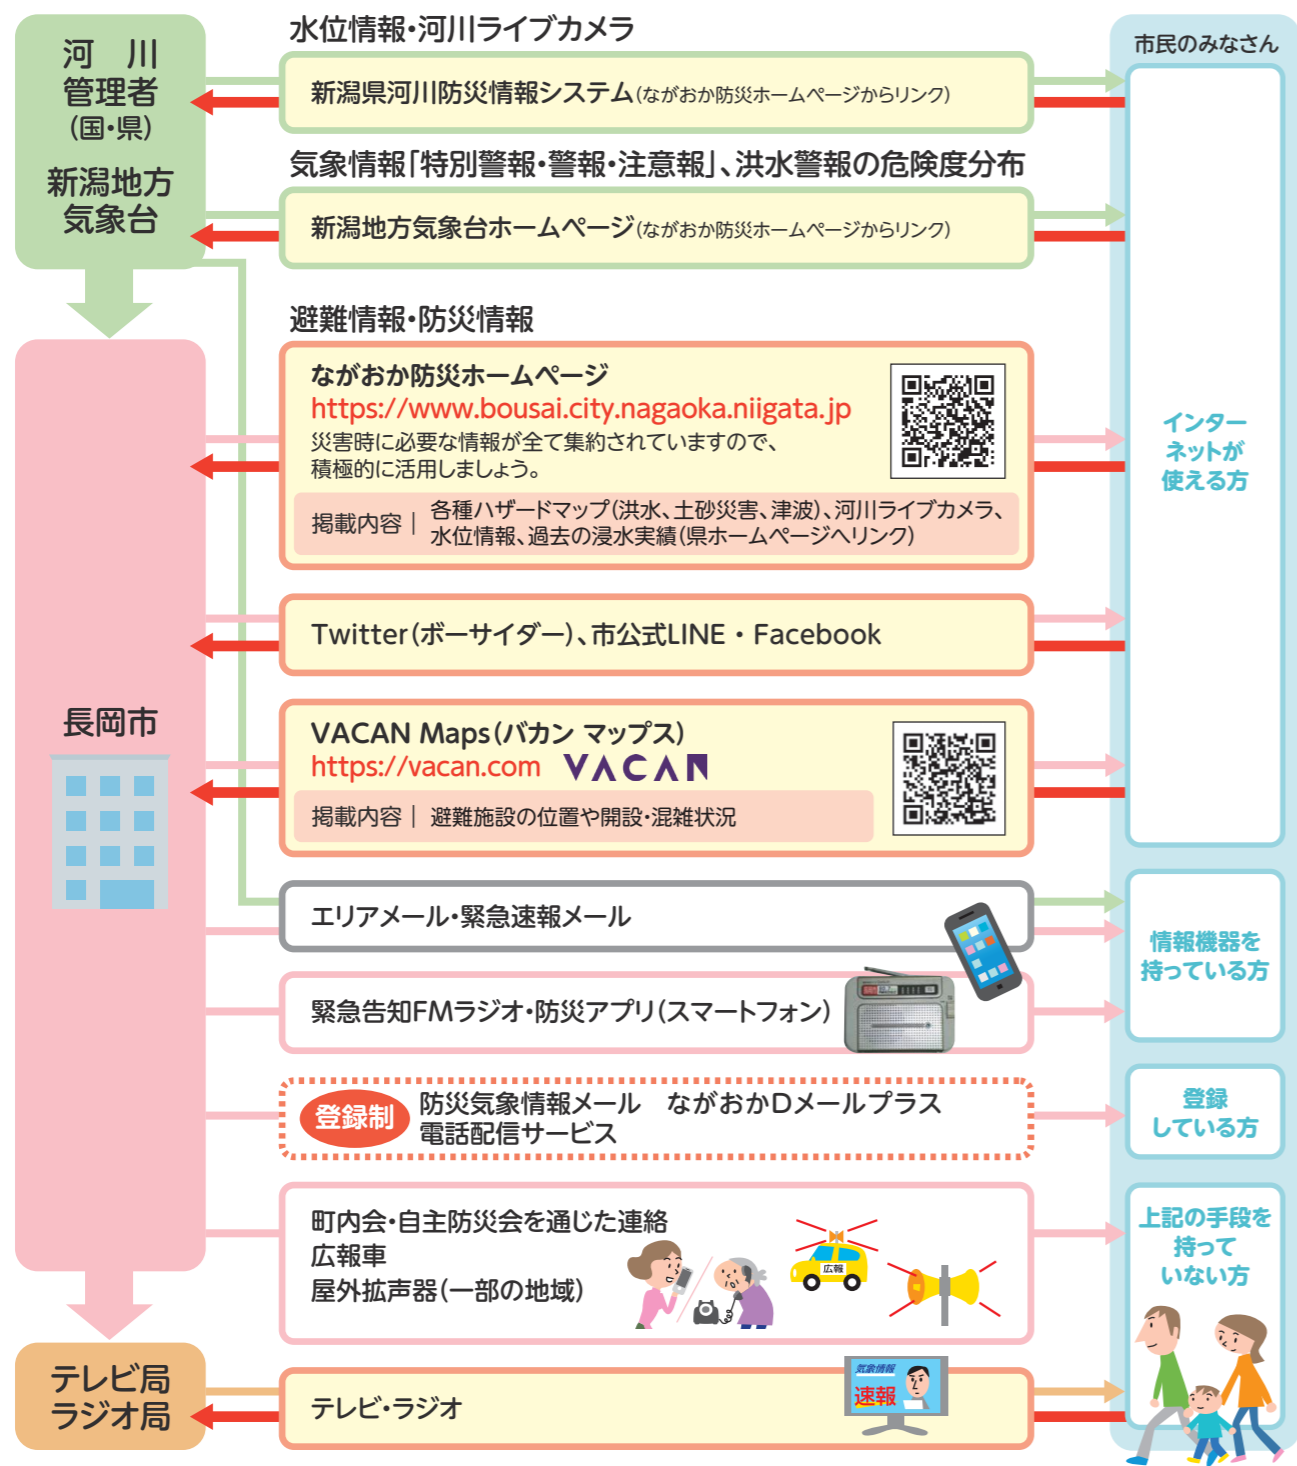 河　川
管理者
(国・県)
新潟地方
気象台
長岡市
テレビ局
ラジオ局
水位情報・河川ライブカメラ
新潟県河川防災情報システム(ながおか防災ホームページからリンク)
気象情報「特別警報・警報・注意報」、洪水警報の危険度分布
新潟地方気象台ホームページ(ながおか防災ホームページからリンク)
避難情報・防災情報
ながおか防災ホームページ
https://www.bousai.city.nagaoka.niigata.jp
災害時に必要な情報が全て集約されていますので、
積極的に活用しましょう。
掲載内容｜各種ハザードマップ(洪水、土砂災害、津波)、河川ライブカメラ、
水位情報、過去の浸水実績(県ホームページへリンク)
Twitter(ボーサイダー)、市公式LINE・Facebook
VACAN Maps(バカン マップス)
https://vacan.com VACAN
掲載内容｜避難施設の位置や開設・混雑状況
エリアメール・緊急速報メール
緊急告知FMラジオ・防災アプリ(スマートフォン)
登録制
防災気象情報メール　ながおかDメールプラス
電話配信サービス
町内会・自主防災会を通じた連絡
広報車
屋外拡声器(一部の地域)
広報
テレビ・ラジオ
気象情報
速報
市民のみなさん
インター
ネットが
使える方
情報機器を
持っている方
登録
している方
上記の手段を
持って
いない方